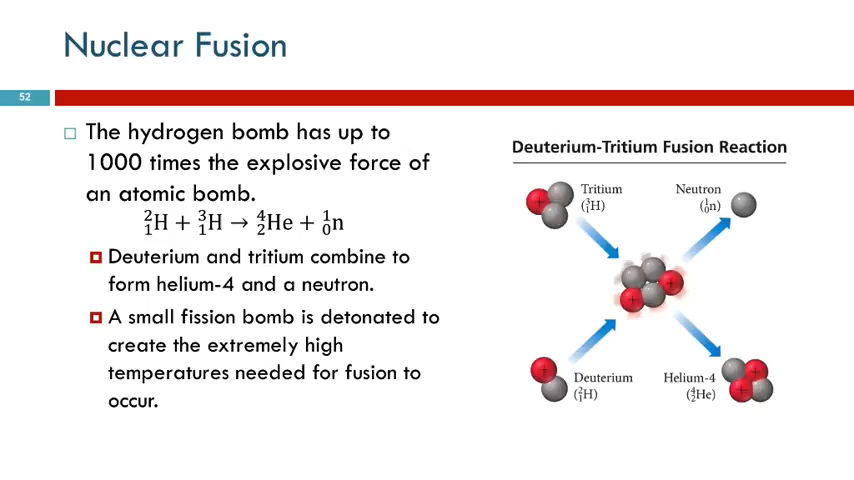 Nuclear Fusion
52
The hydrogen bomb has up to
1000 times the explosive force of
an atomic bomb.
²₁H + ³₁H → ⁴₂He + ¹₀n
Deuterium and tritium combine to
form helium-4 and a neutron.
A small fission bomb is detonated to
create the extremely high
temperatures needed for fusion to
occur.
Deuterium-Tritium Fusion Reaction
Tritium
(³₁H)
Neutron
(¹₀n)
+
+
+
+
Deuterium
(²₁H)
Helium-4
(⁴₂He)
+
+